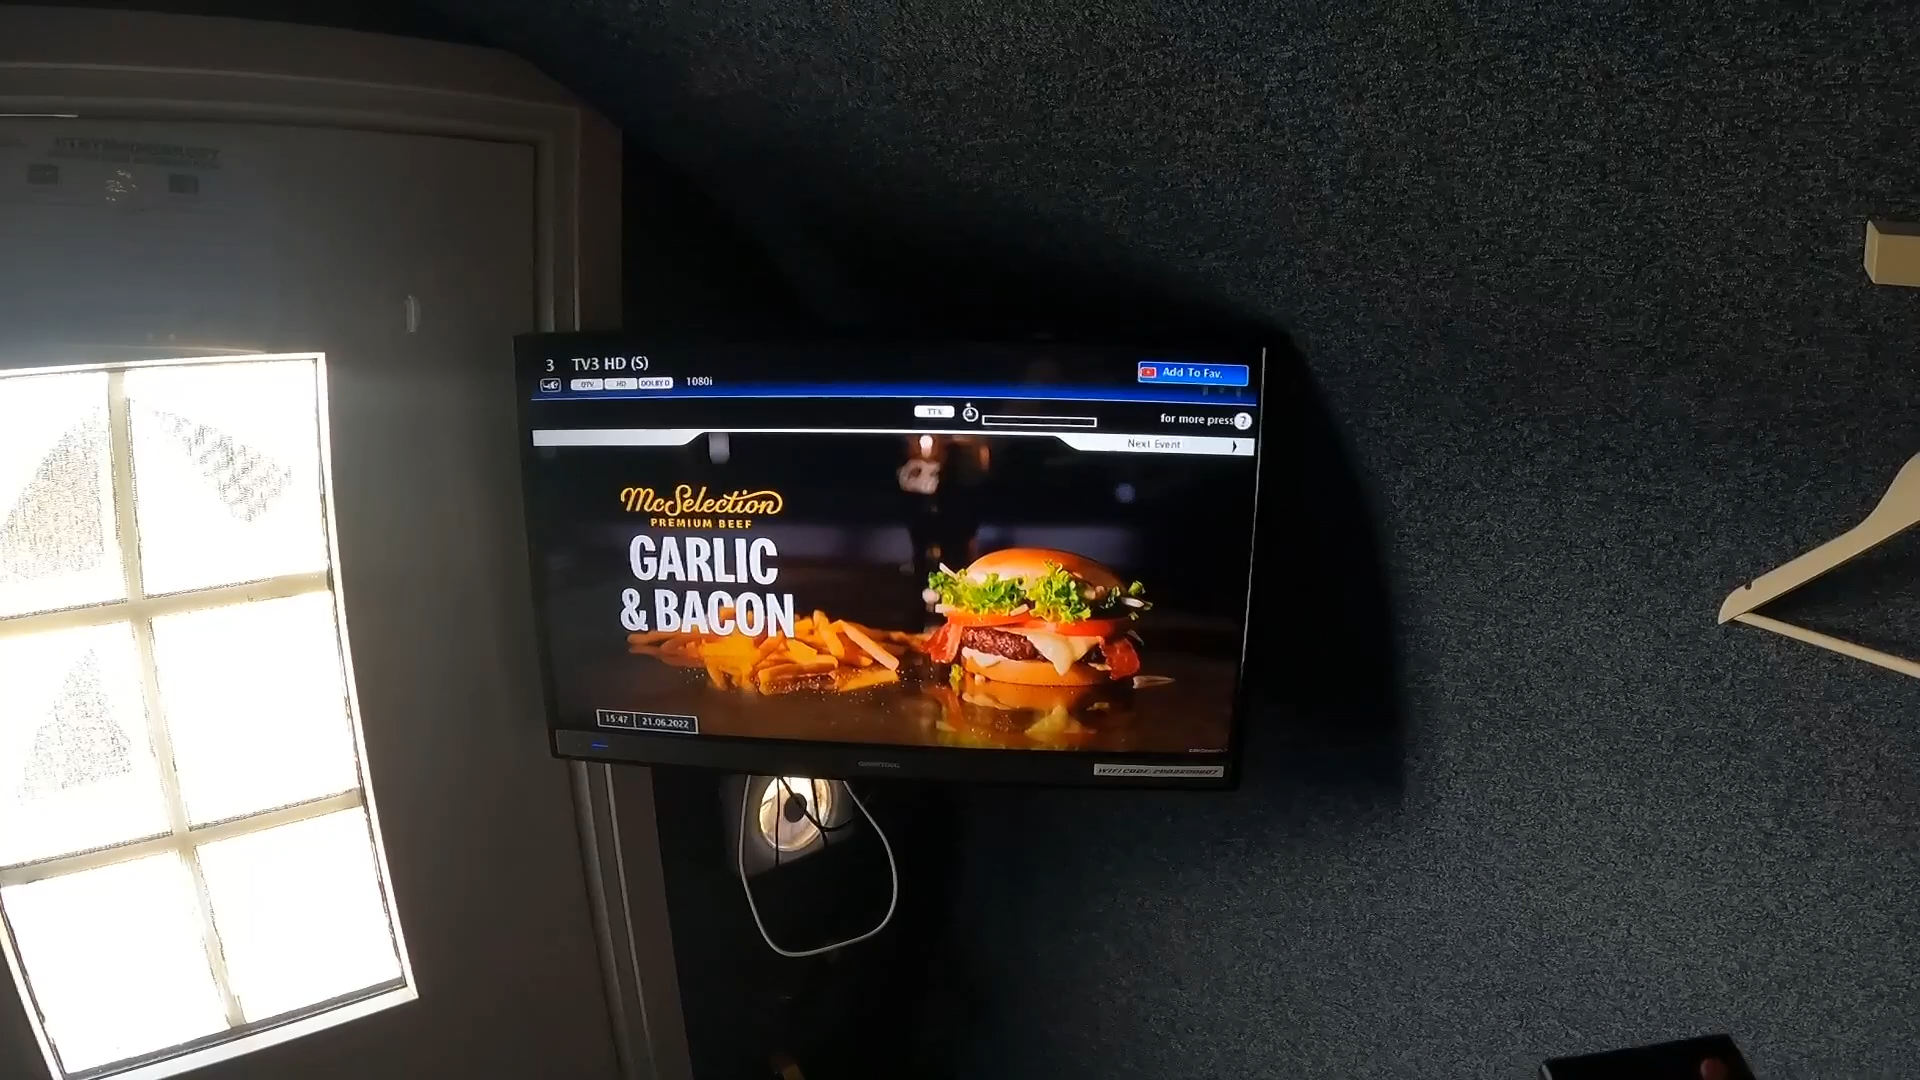 3 TV3 HD (S)
DTV HD DOLBY D 1080i
Add To Fav.
TTX
for more press ?
Next Event
McSelection
PREMIUM BEEF
GARLIC
& BACON
15:47 21.06.2022
GRUNDIG